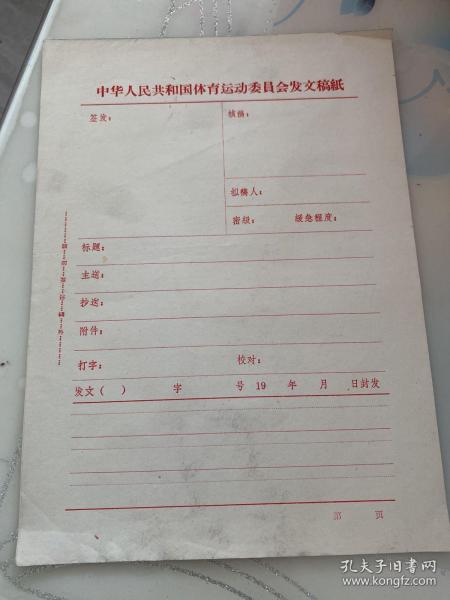 中华人民共和国体育运动委员会发文稿紙
签发：
核稿：
拟稿人：
密级： 缓急程度：
标题：
主送：
抄送：
附件：
打字： 校对：
发文（ ） 字 号 19 年 月 日封发
第 页
孔夫子旧书网
www.kongfz.com